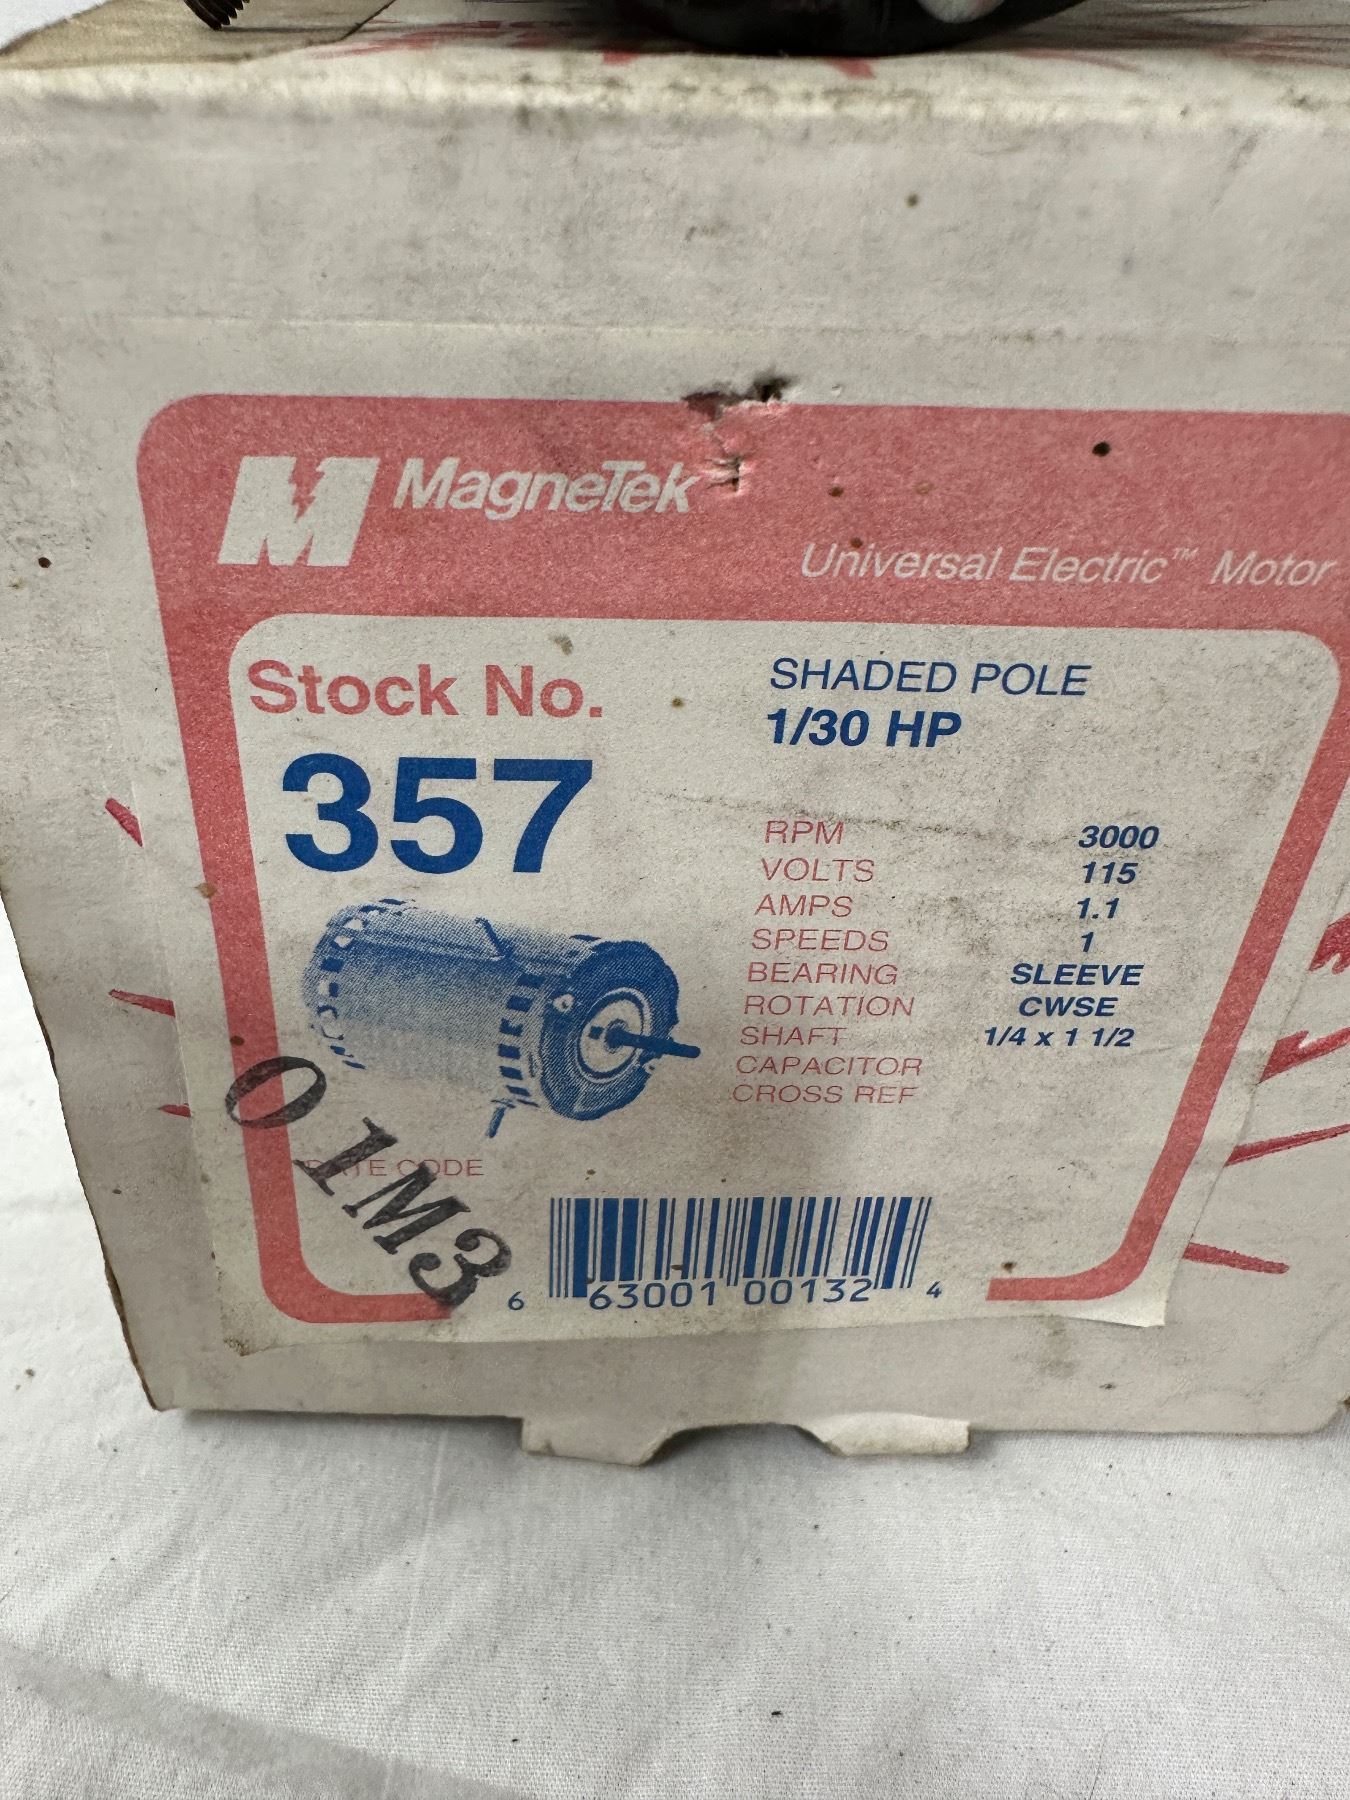 M MagneTek
Universal Electric™ Motor
Stock No.
357
SHADED POLE
1/30 HP
RPM 3000
VOLTS 115
AMPS 1.1
SPEEDS 1
BEARING SLEEVE
ROTATION CWSE
SHAFT 1/4 x 1 1/2
CAPACITOR
CROSS REF
DATE CODE
01M3
6 63001 00132 4